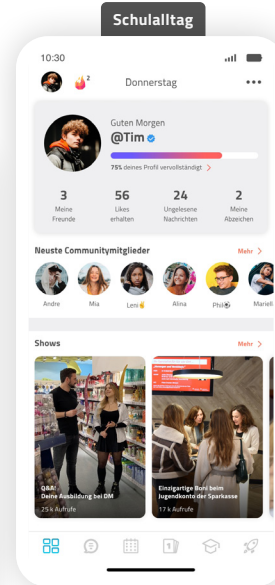 Schulalltag
10:30
2
Donnerstag
Guten Morgen
@Tim
75% deines Profil vervollständigt >
3
Meine
Freunde
56
Likes
erhalten
24
Ungelesene
Nachrichten
2
Meine
Abzeichen
Neuste Communitymitglieder
Mehr >
Andre
Mia
Leni✌️
Alina
Phil⚽
Mariell
Shows
Mehr >
Q&A!
Deine Ausbildung bei DM
25 k Aufrufe
Einzigartige Boni beim
Jugendkonto der Sparkasse
17 k Aufrufe